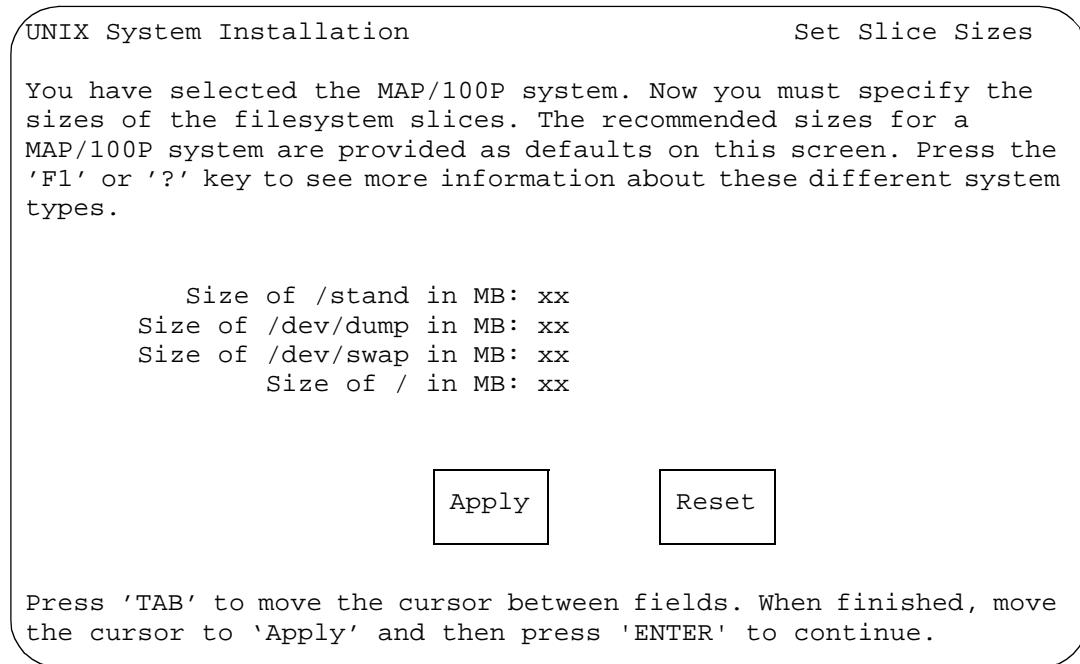 UNIX System Installation Set Slice Sizes
You have selected the MAP/100P system. Now you must specify the
sizes of the filesystem slices. The recommended sizes for a
MAP/100P system are provided as defaults on this screen. Press the
′F1′ or ′?′ key to see more information about these different system
types.
Size of /stand in MB: xx
Size of /dev/dump in MB: xx
Size of /dev/swap in MB: xx
Size of / in MB: xx
Apply Reset
Press ′TAB′ to move the cursor between fields. When finished, move
the cursor to ‘Apply’ and then press 'ENTER' to continue.